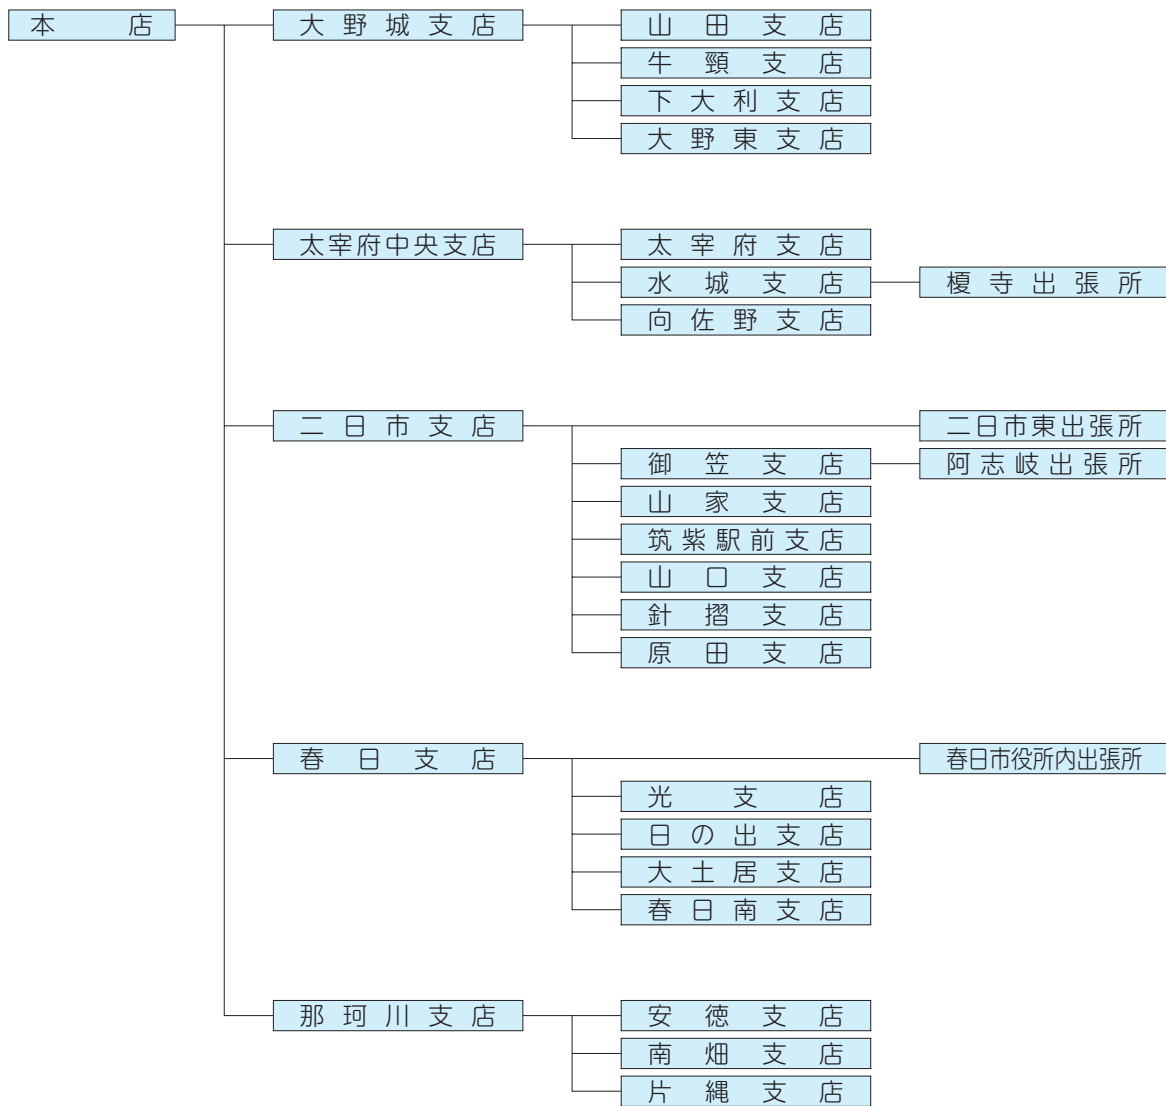 本店 大野城支店 山田支店
牛頸支店
下大利支店
大野東支店
太宰府中央支店 太宰府支店
水城支店 榎寺出張所
向佐野支店
二日市支店 二日市東出張所
御笠支店 阿志岐出張所
山家支店
筑紫駅前支店
山口支店
針摺支店
原田支店
春日支店 春日市役所内出張所
光支店
日の出支店
大土居支店
春日南支店
那珂川支店 安徳支店
南畑支店
片縄支店